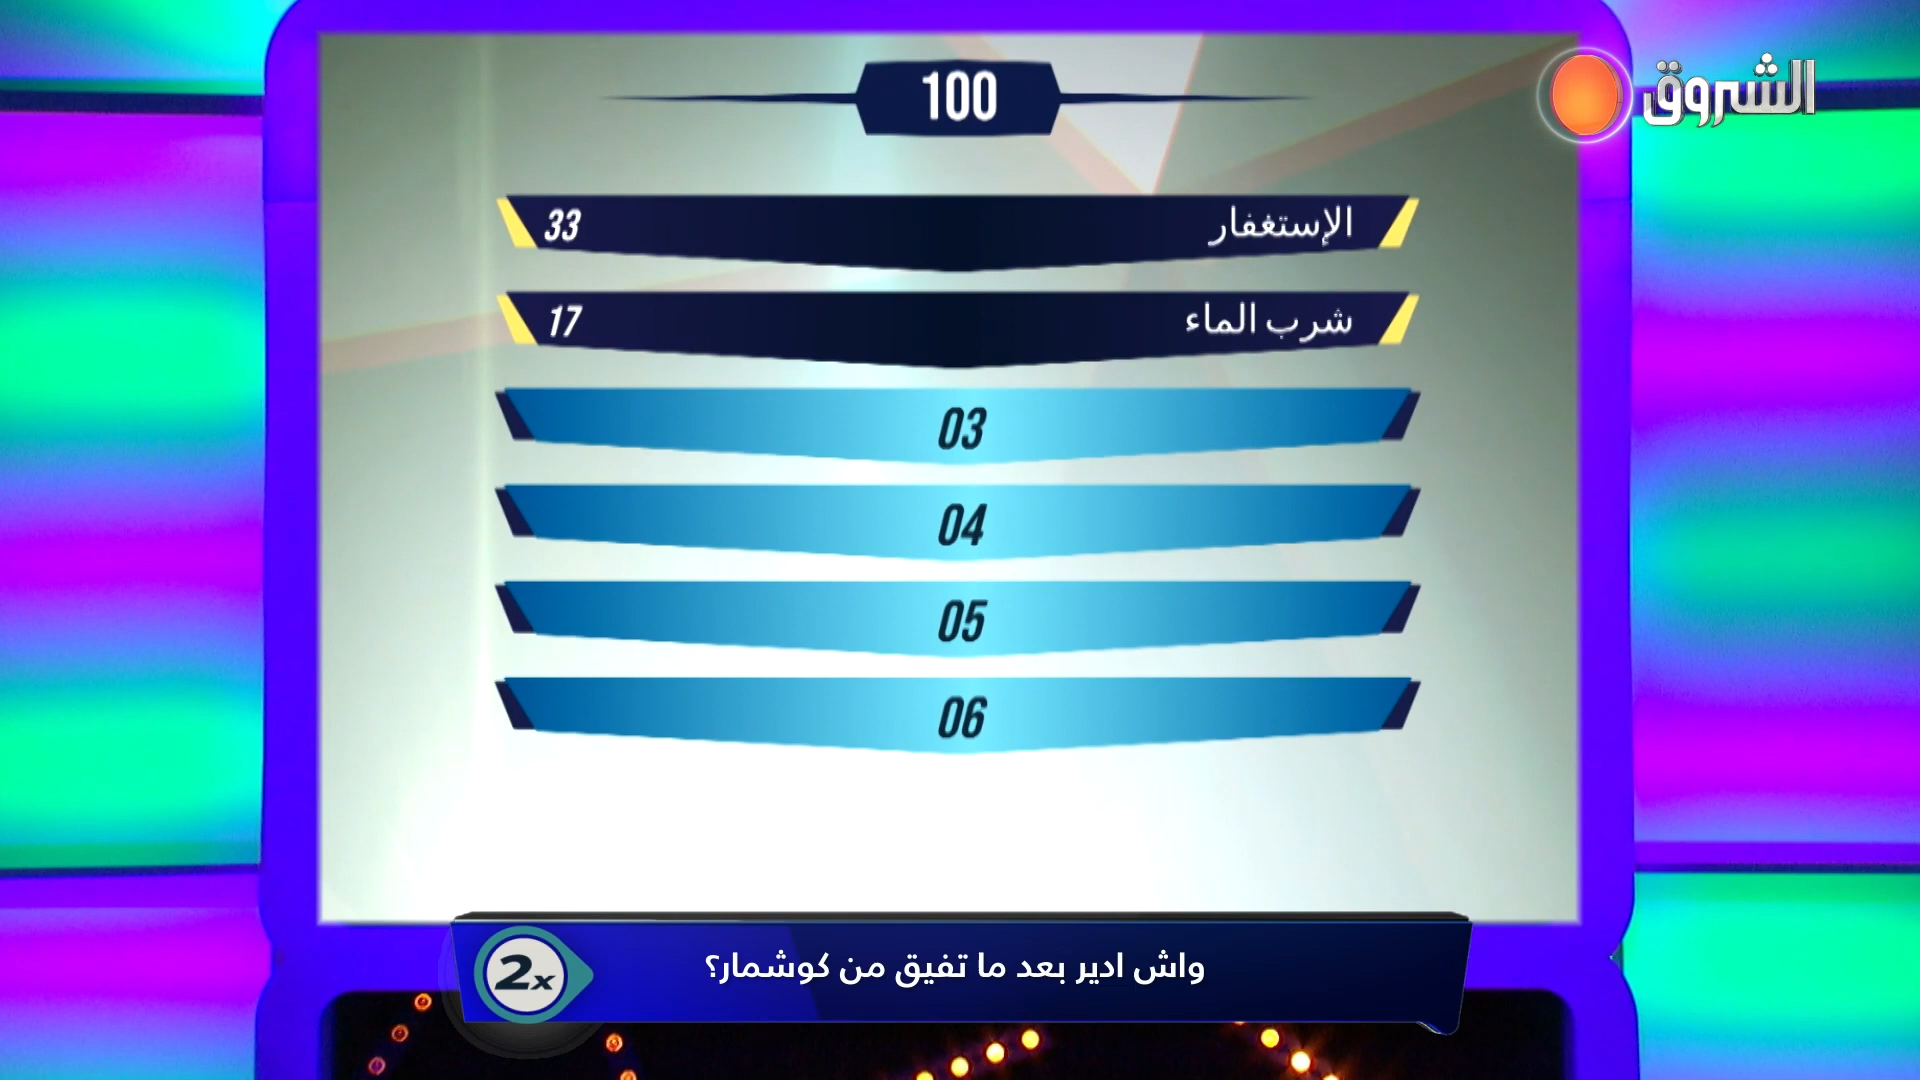 100
الشروق
الإستغفار 33
شرب الماء 17
03
04
05
06
واش ادير بعد ما تفيق من كوشمار؟
2x